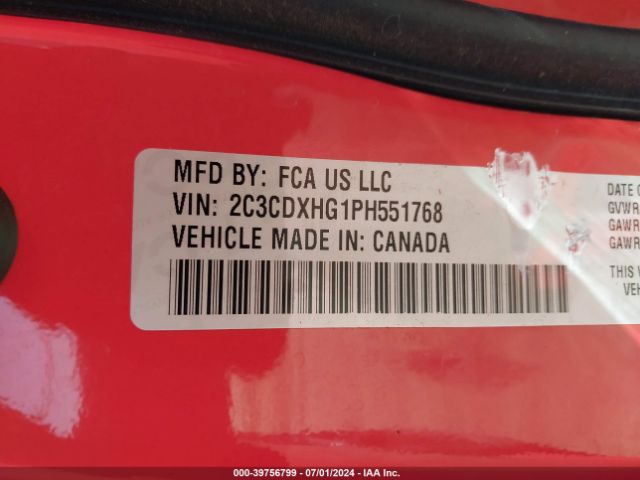 MFD BY: FCA US LLC
VIN: 2C3CDXHG1PH551768
VEHICLE MADE IN: CANADA
DATE
GVWR
GAWR
GAWR
THIS
000-39756799 - 07/01/2024 - IAA Inc.